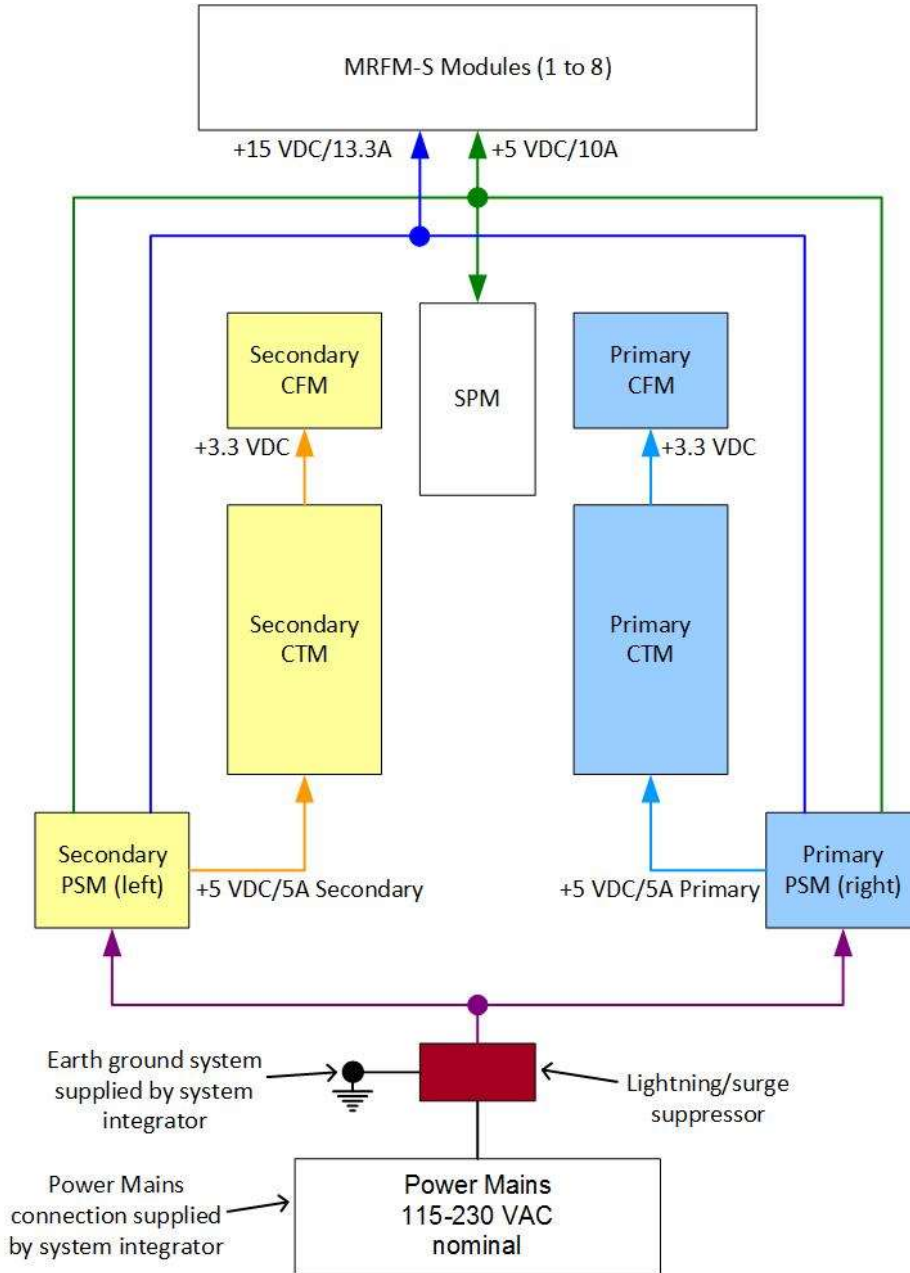 MRFM-S Modules (1 to 8)
+15 VDC/13.3A
+5 VDC/10A
Secondary
CFM
SPM
Primary
CFM
+3.3 VDC
+3.3 VDC
Secondary
CTM
Primary
CTM
Secondary
PSM (left)
+5 VDC/5A Secondary
+5 VDC/5A Primary
Primary
PSM (right)
Earth ground system
supplied by system
integrator
Lightning/surge
suppressor
Power Mains
connection supplied
by system integrator
Power Mains
115-230 VAC
nominal